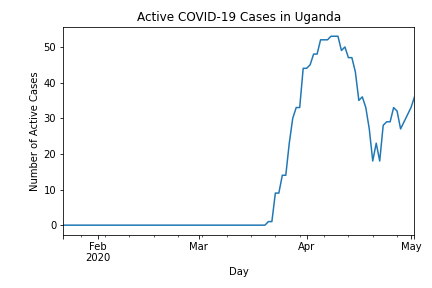 Active COVID-19 Cases in Uganda
Number of Active Cases
50
40
30
20
10
0
Feb
2020
Mar
Apr
May
Day